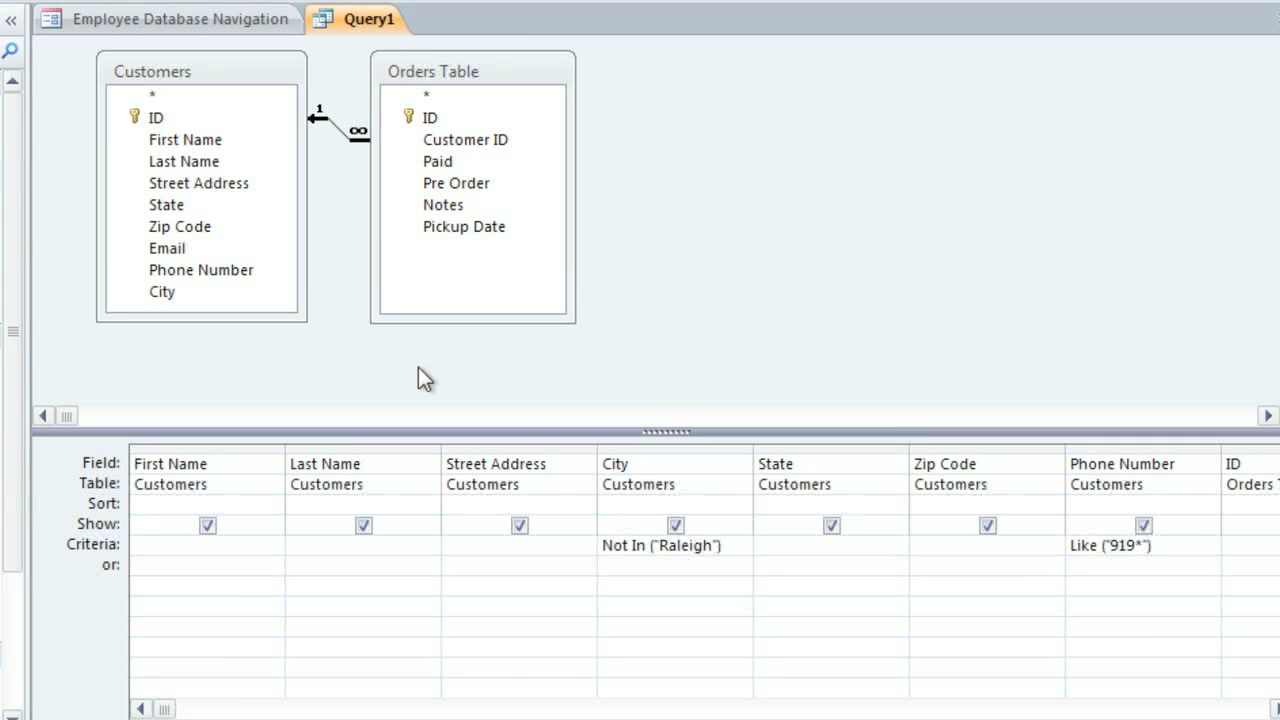 Employee Database Navigation
Query1
Customers
*
ID
First Name
Last Name
Street Address
State
Zip Code
Email
Phone Number
City
1
∞
Orders Table
*
ID
Customer ID
Paid
Pre Order
Notes
Pickup Date
Field: First Name Last Name Street Address City State Zip Code Phone Number ID
Table: Customers Customers Customers Customers Customers Customers Customers Orders T
Sort:
Show:
Criteria: Not In ("Raleigh") Like ("919*")
or: